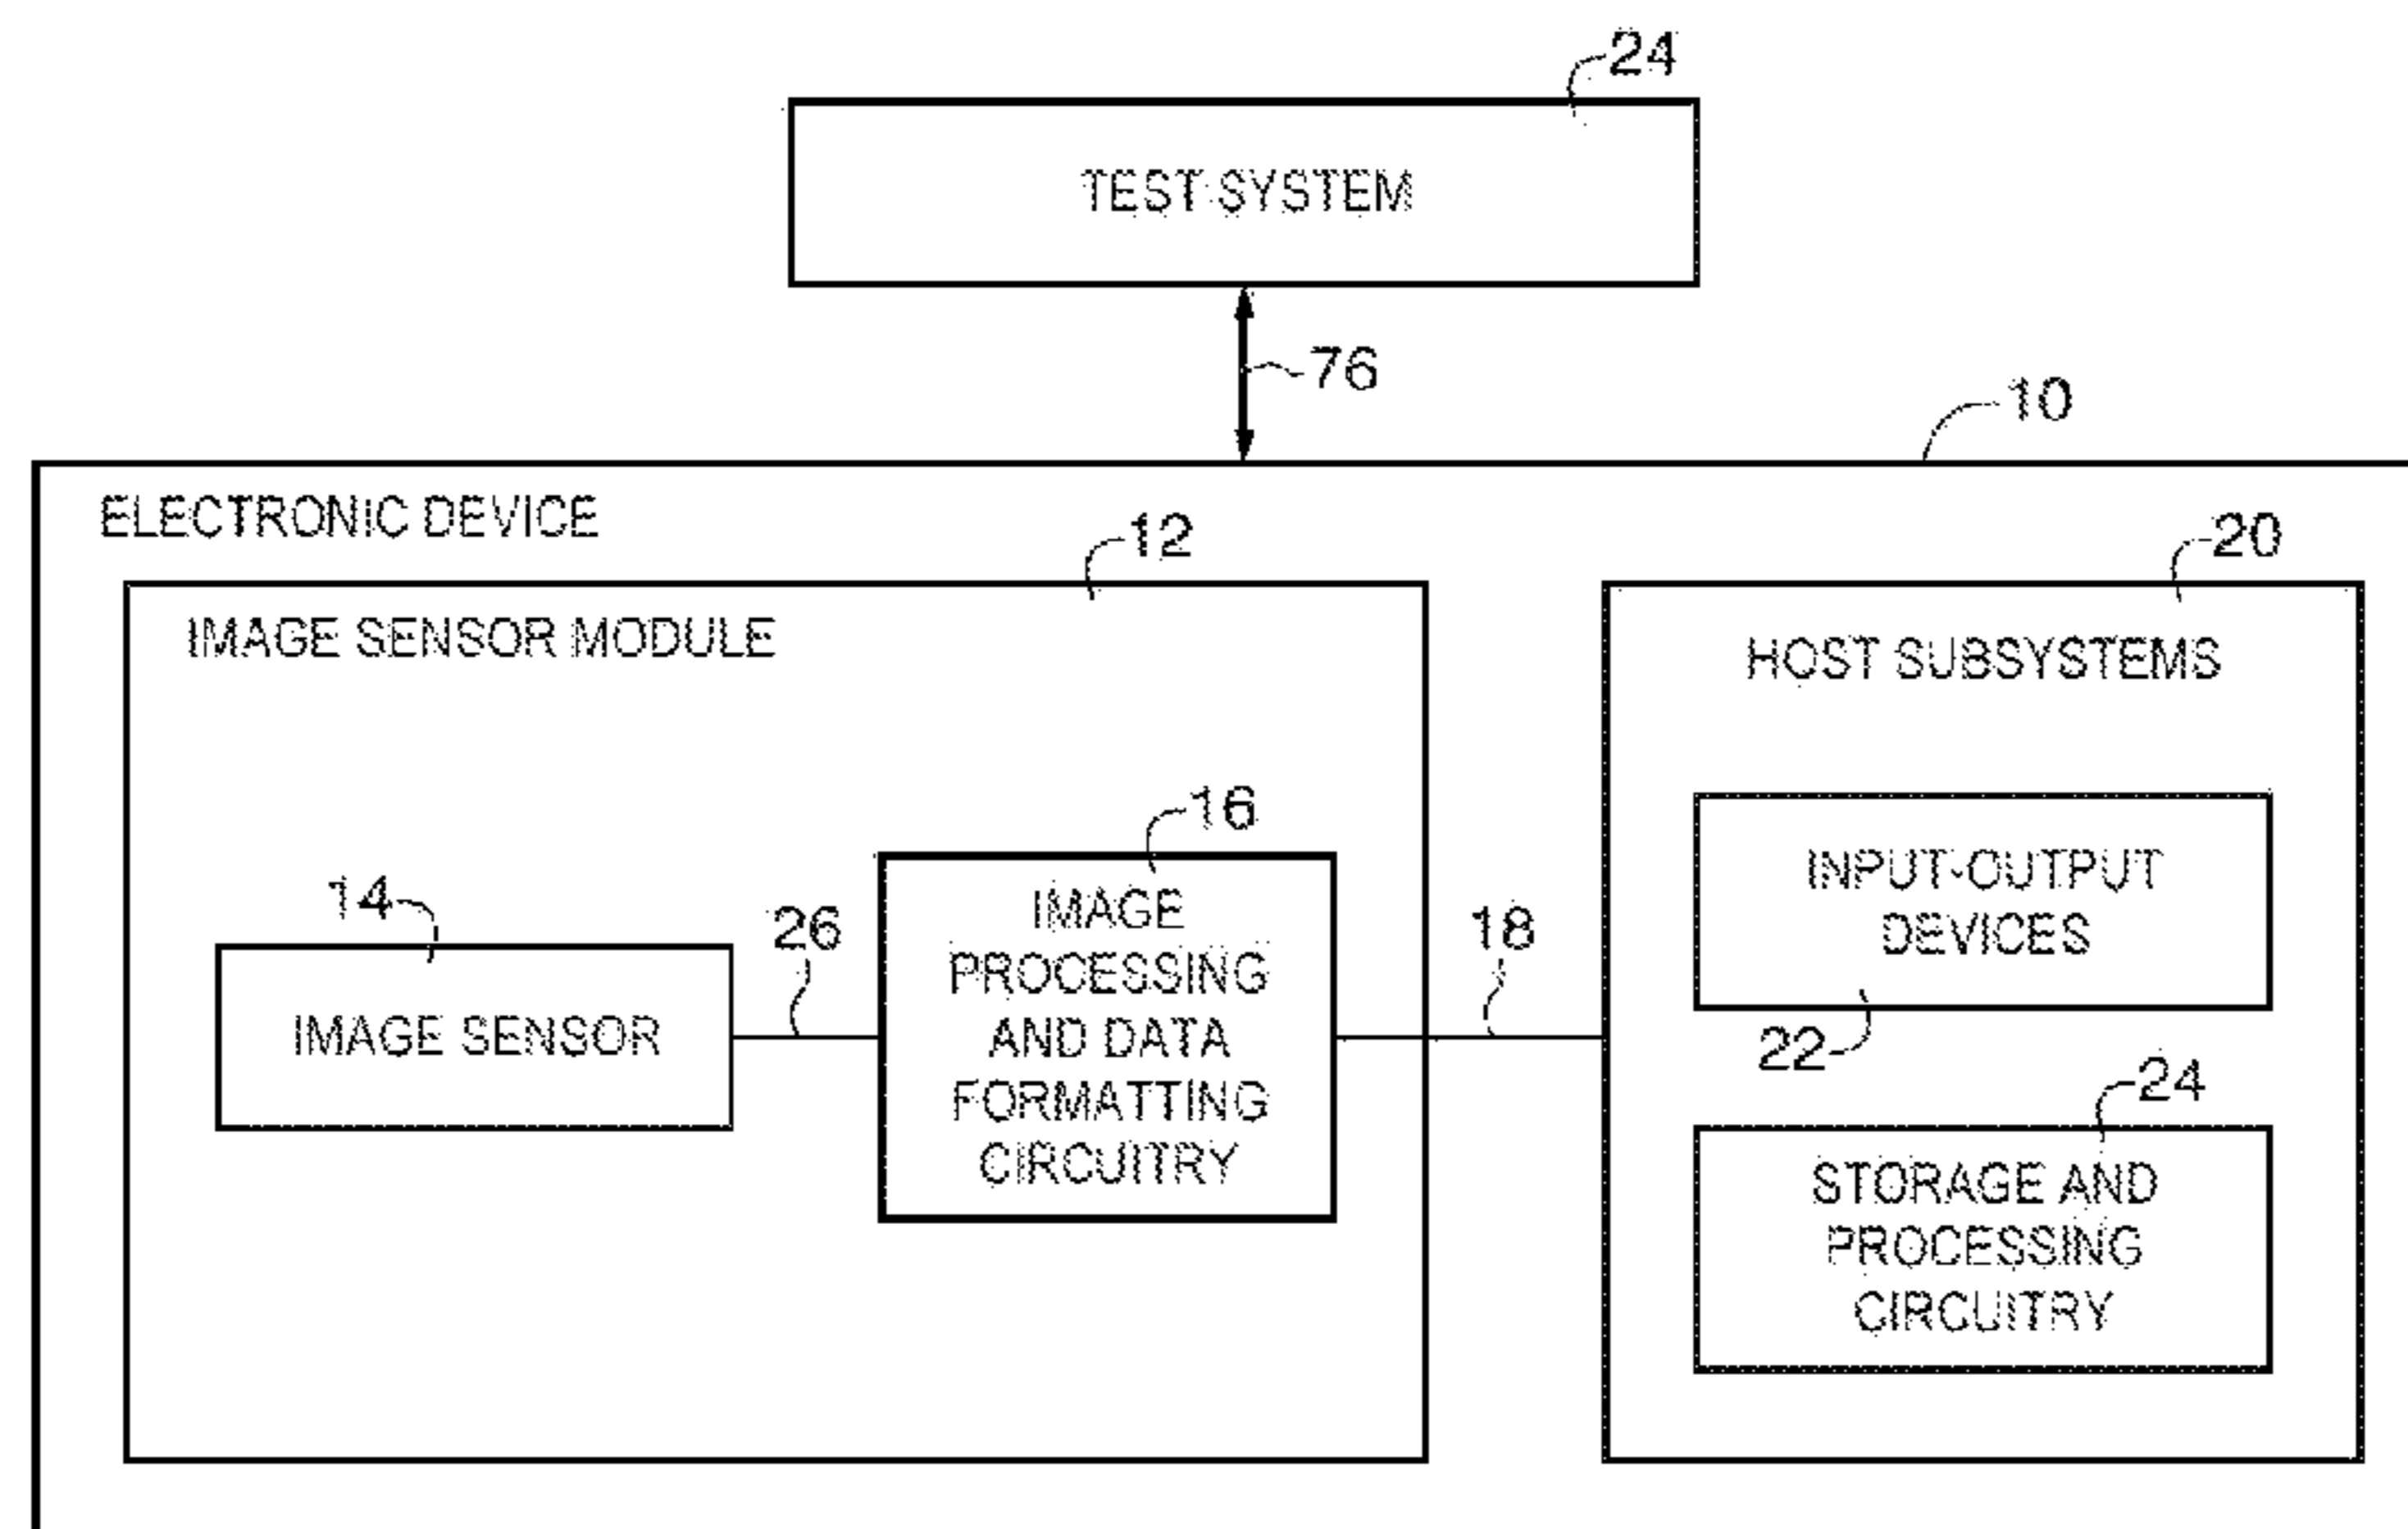 24
TEST SYSTEM
76
10
ELECTRONIC DEVICE
12
20
IMAGE SENSOR MODULE
HOST SUBSYSTEMS
16
14
26
IMAGE
PROCESSING
AND DATA
FORMATTING
CIRCUITRY
IMAGE SENSOR
18
INPUT-OUTPUT
DEVICES
22
24
STORAGE AND
PROCESSING
CIRCUITRY